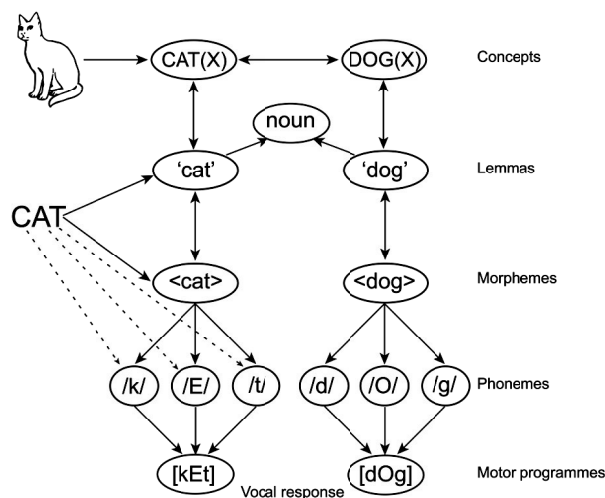 CAT(X) DOG(X) Concepts
noun
‘cat’ ‘dog’ Lemmas
CAT
<cat> <dog> Morphemes
/k/ /E/ /t/ /d/ /O/ /g/ Phonemes
[kEt] [dOg] Motor programmes
Vocal response